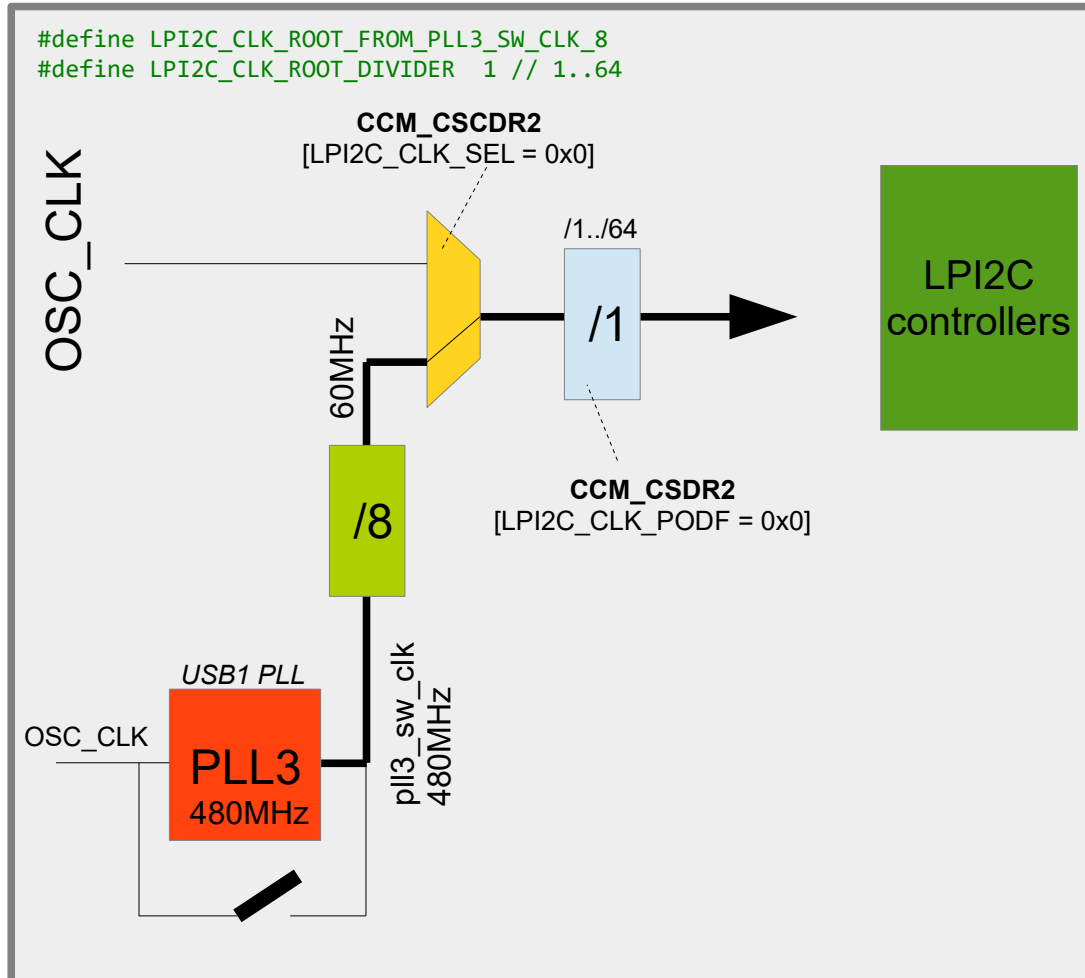 #define LPI2C_CLK_ROOT_FROM_PLL3_SW_CLK_8
#define LPI2C_CLK_ROOT_DIVIDER 1 // 1..64
CCM_CSCDR2
[LPI2C_CLK_SEL = 0x0]
OSC_CLK
/1../64
/1
LPI2C
controllers
60MHz
CCM_CSDR2
[LPI2C_CLK_PODF = 0x0]
/8
pll3_sw_clk
480MHz
USB1 PLL
OSC_CLK
PLL3
480MHz